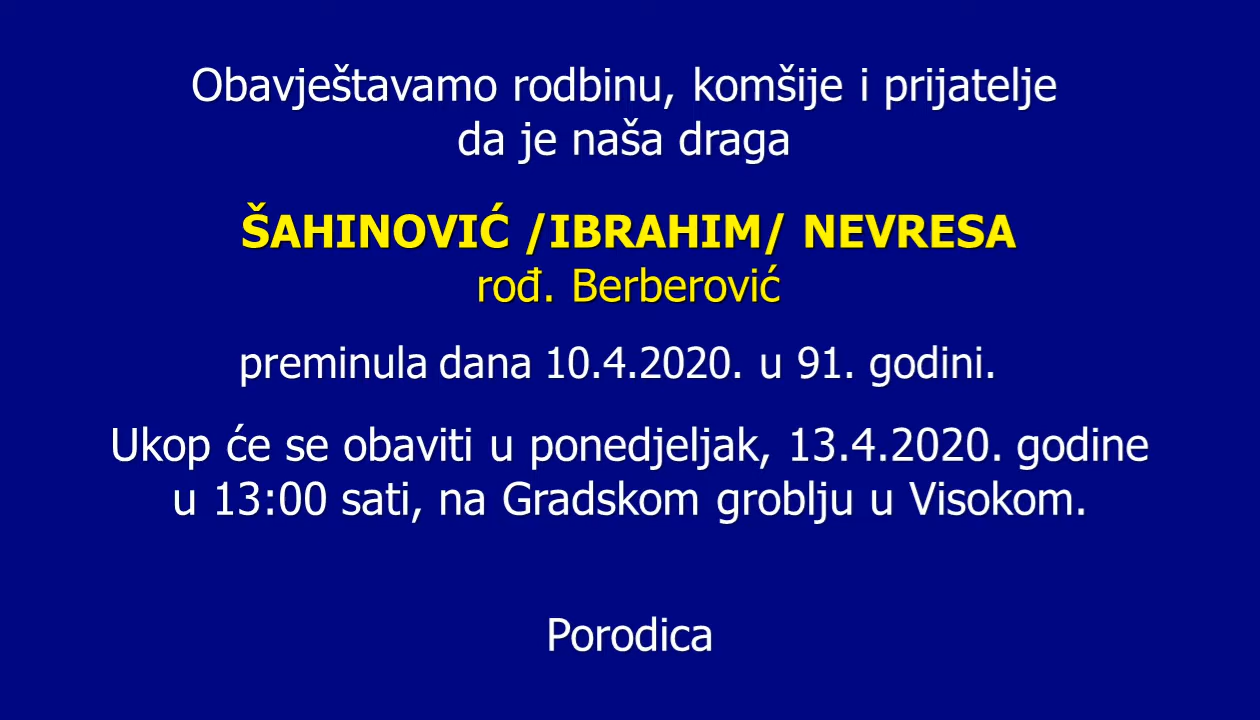 Obavještavamo rodbinu, komšije i prijatelje
da je naša draga
ŠAHINOVIĆ /IBRAHIM/ NEVRESA
rođ. Berberović
preminula dana 10.4.2020. u 91. godini.
Ukop će se obaviti u ponedjeljak, 13.4.2020. godine
u 13:00 sati, na Gradskom groblju u Visokom.
Porodica